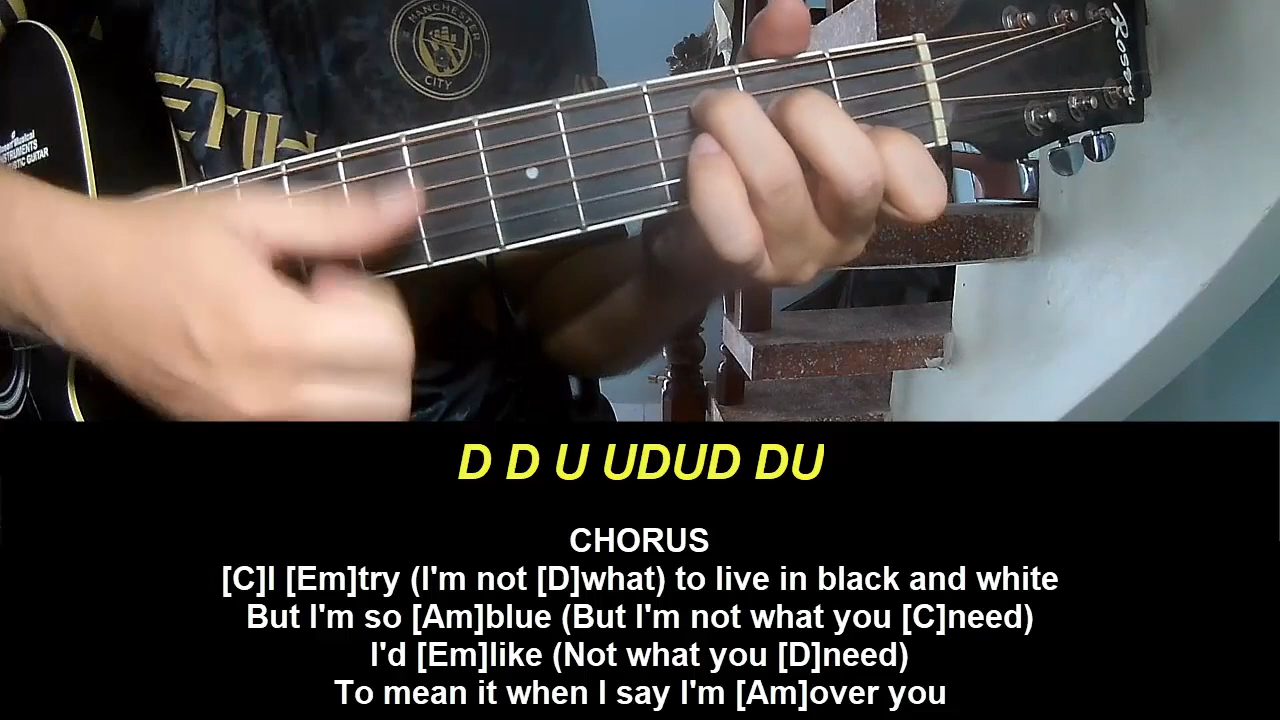 MANCHESTER
CITY
Rosen
INSTRUMENTS
D D U UDUD DU
CHORUS
[C]I [Em]try (I'm not [D]what) to live in black and white
But I'm so [Am]blue (But I'm not what you [C]need)
I'd [Em]like (Not what you [D]need)
To mean it when I say I'm [Am]over you